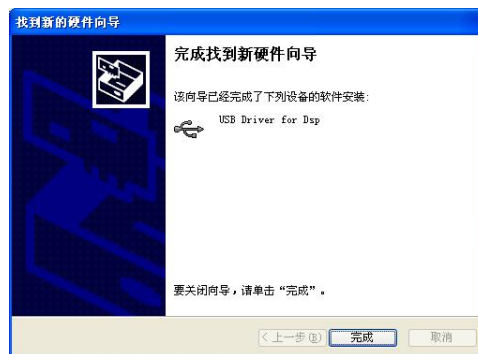 找到新的硬件向导
完成找到新硬件向导
该向导已经完成了下列设备的软件安装:
USB Driver for Dsp
要关闭向导，请单击“完成”。
< 上一步(B) 完成 取消